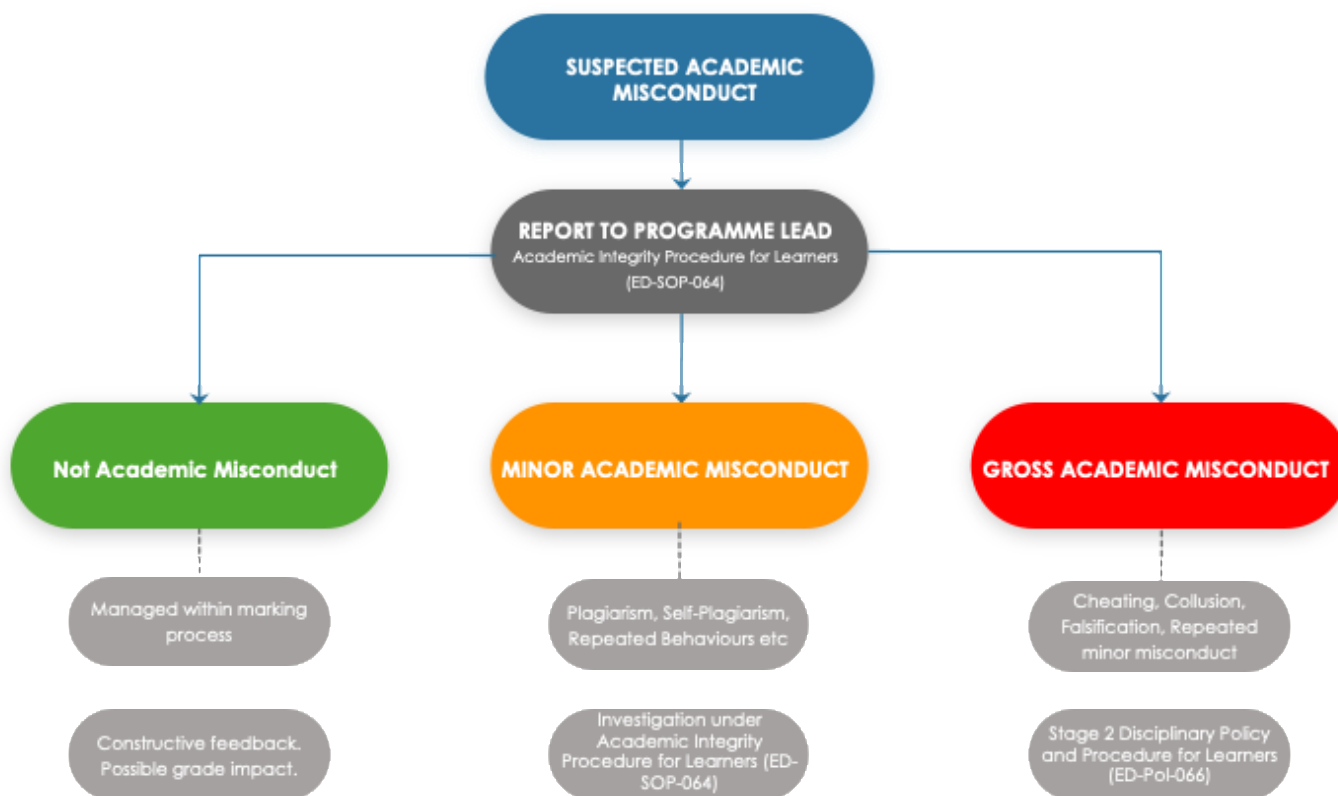 SUSPECTED ACADEMIC
MISCONDUCT
REPORT TO PROGRAMME LEAD
Academic Integrity Procedure for Learners
(ED-SOP-064)
Not Academic Misconduct
MINOR ACADEMIC MISCONDUCT
GROSS ACADEMIC MISCONDUCT
Managed within marking
process
Plagiarism, Self-Plagiarism,
Repeated Behaviours etc
Cheating, Collusion,
Falsification, Repeated
minor misconduct
Constructive feedback.
Possible grade impact.
Investigation under
Academic Integrity
Procedure for Learners (ED-
SOP-064)
Stage 2 Disciplinary Policy
and Procedure for Learners
(ED-Pol-066)